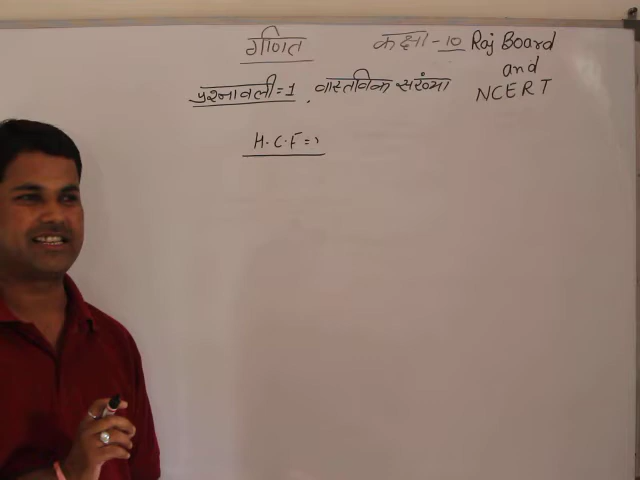 गणित कक्षा - 10 Raj Board
and
प्रश्नावली = 1 . वास्तविक संख्या NCERT
H.C.F = >